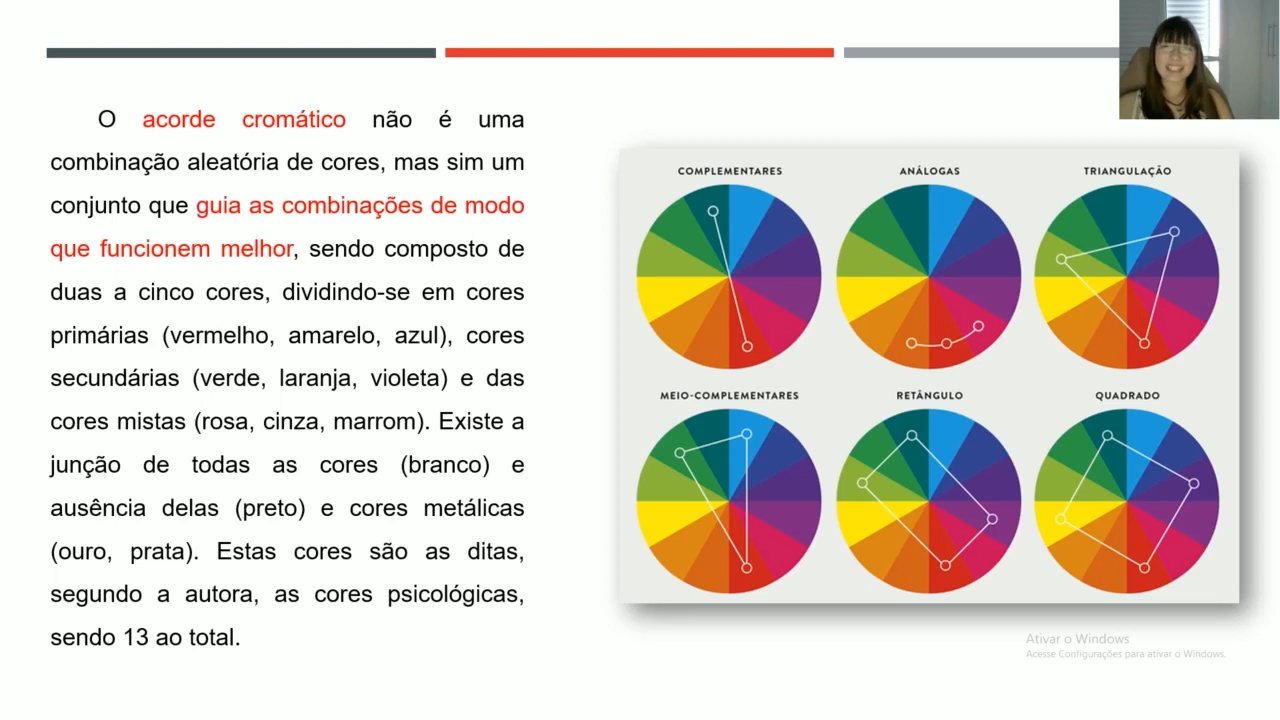 O acorde cromático não é uma
combinação aleatória de cores, mas sim um
conjunto que guia as combinações de modo
que funcionem melhor, sendo composto de
duas a cinco cores, dividindo-se em cores
primárias (vermelho, amarelo, azul), cores
secundárias (verde, laranja, violeta) e das
cores mistas (rosa, cinza, marrom). Existe a
junção de todas as cores (branco) e
ausência delas (preto) e cores metálicas
(ouro, prata). Estas cores são as ditas,
segundo a autora, as cores psicológicas,
sendo 13 ao total.
COMPLEMENTARES
ANÁLOGAS
TRIANGULAÇÃO
MEIO-COMPLEMENTARES
RETÂNGULO
QUADRADO
Ativar o Windows
Acesse Configurações para ativar o Windows.